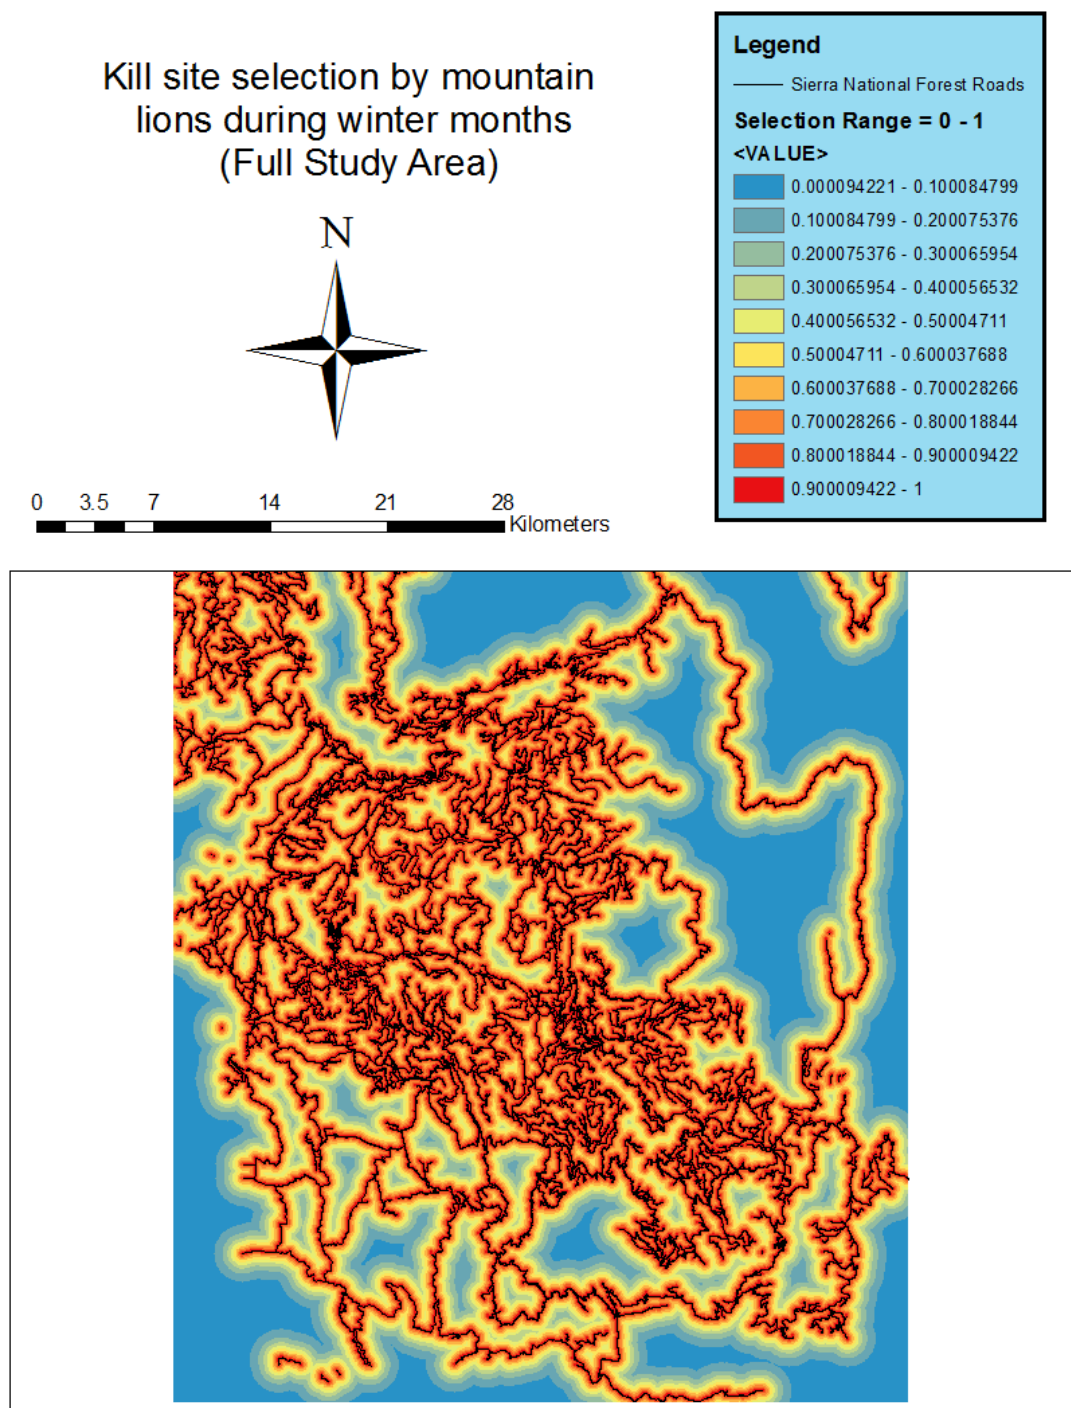 Kill site selection by mountain
lions during winter months
(Full Study Area)
N
0 3.5 7 14 21 28
Kilometers
Legend
Sierra National Forest Roads
Selection Range = 0 - 1
<VALUE>
0.000094221 - 0.100084799
0.100084799 - 0.200075376
0.200075376 - 0.300065954
0.300065954 - 0.400056532
0.400056532 - 0.50004711
0.50004711 - 0.600037688
0.600037688 - 0.700028266
0.700028266 - 0.800018844
0.800018844 - 0.900009422
0.900009422 - 1